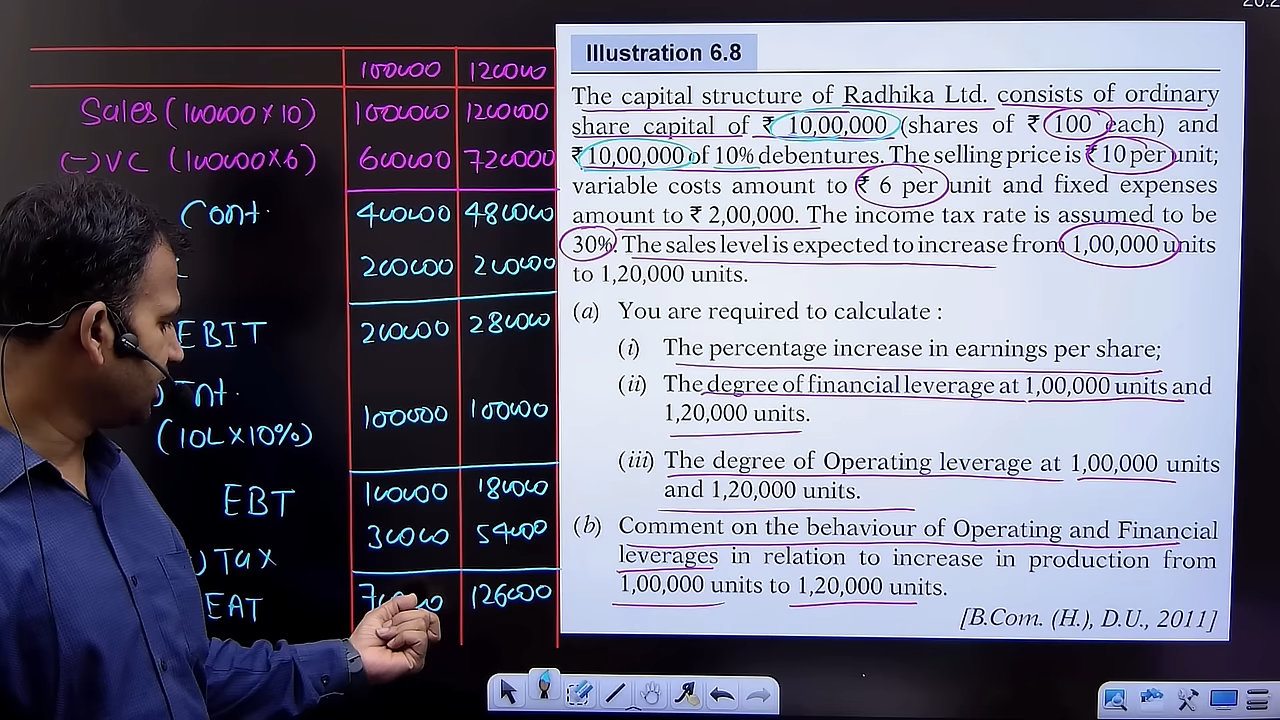 20.2
100000 120000
Sales (100000 × 10) 1000000 1200000
(-) VC (100000×6) 600000 720000
Cont. 400000 480000
200000 200000
EBIT 200000 280000
) Int.
(10L×10%) 100000 100000
EBT 100000 180000
) Tax 30000 54000
EAT 126000
Illustration 6.8
The capital structure of Radhika Ltd. consists of ordinary
share capital of ₹ 10,00,000 (shares of ₹ 100 each) and
₹ 10,00,000 of 10% debentures. The selling price is ₹ 10 per unit;
variable costs amount to ₹ 6 per unit and fixed expenses
amount to ₹ 2,00,000. The income tax rate is assumed to be
30%. The sales level is expected to increase from 1,00,000 units
to 1,20,000 units.
(a) You are required to calculate :
(i) The percentage increase in earnings per share;
(ii) The degree of financial leverage at 1,00,000 units and
1,20,000 units.
(iii) The degree of Operating leverage at 1,00,000 units
and 1,20,000 units.
(b) Comment on the behaviour of Operating and Financial
leverages in relation to increase in production from
1,00,000 units to 1,20,000 units.
[B.Com. (H.), D.U., 2011]